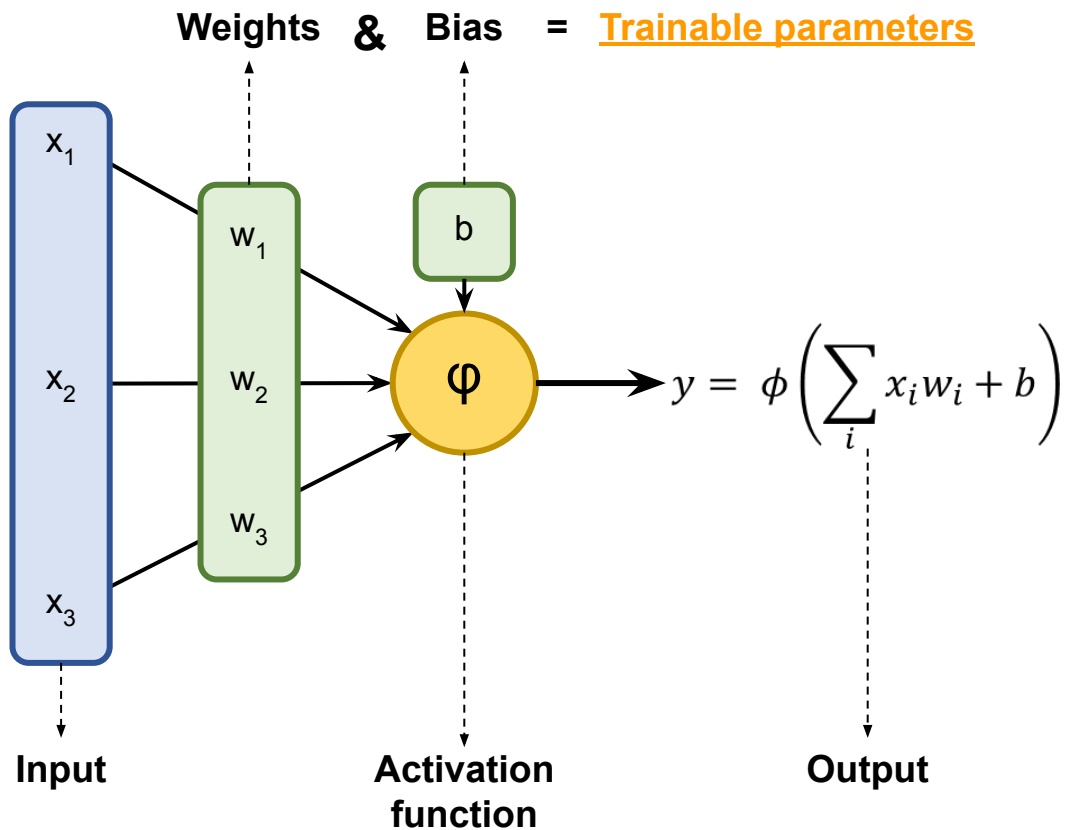 Weights & Bias = Trainable parameters
x₁
w₁
b
x₂
w₂
φ
y = ϕ(∑ᵢ xᵢwᵢ + b)
w₃
x₃
Input
Activation
function
Output